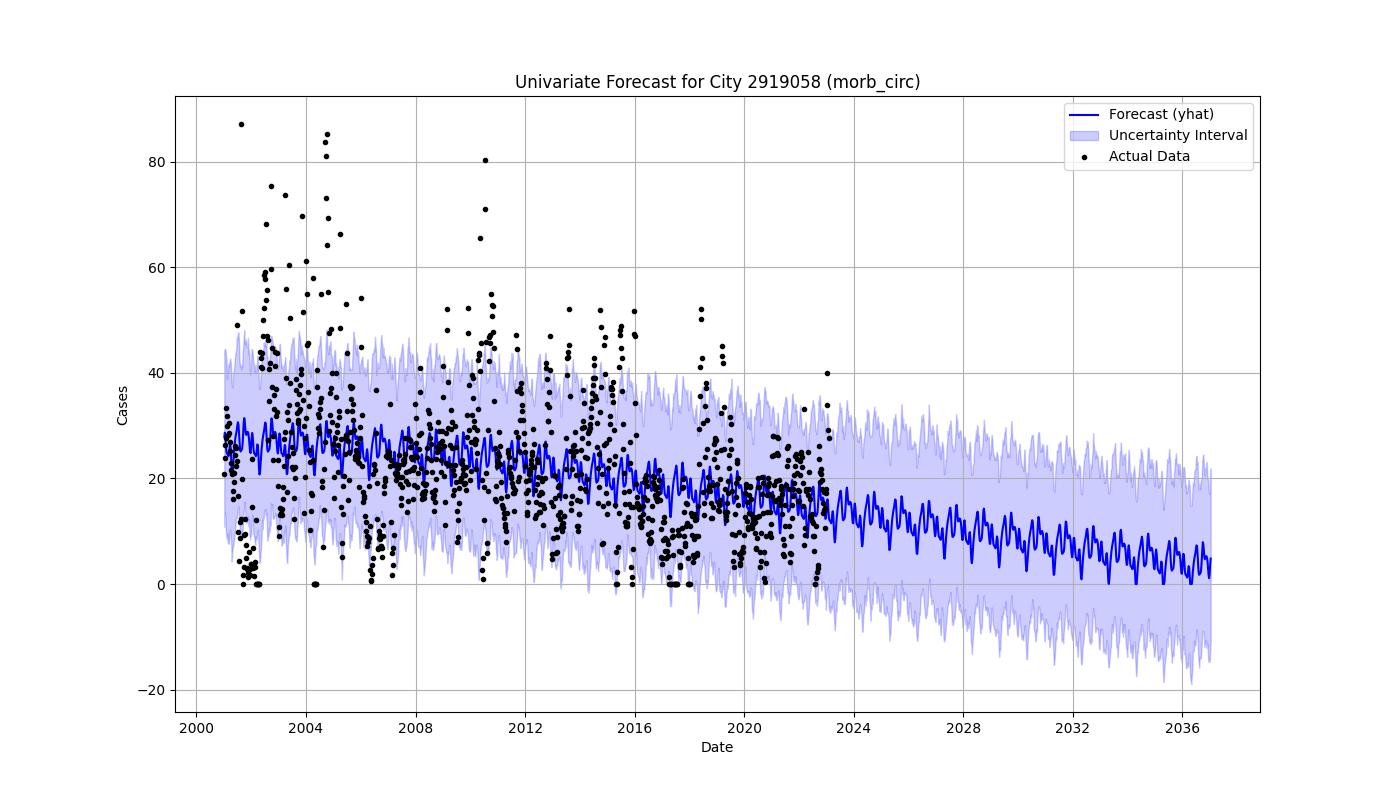 Univariate Forecast for City 2919058 (morb_circ)
Forecast (yhat)
Uncertainty Interval
Actual Data
80
60
40
20
0
−20
Cases
2000 2004 2008 2012 2016 2020 2024 2028 2032 2036
Date